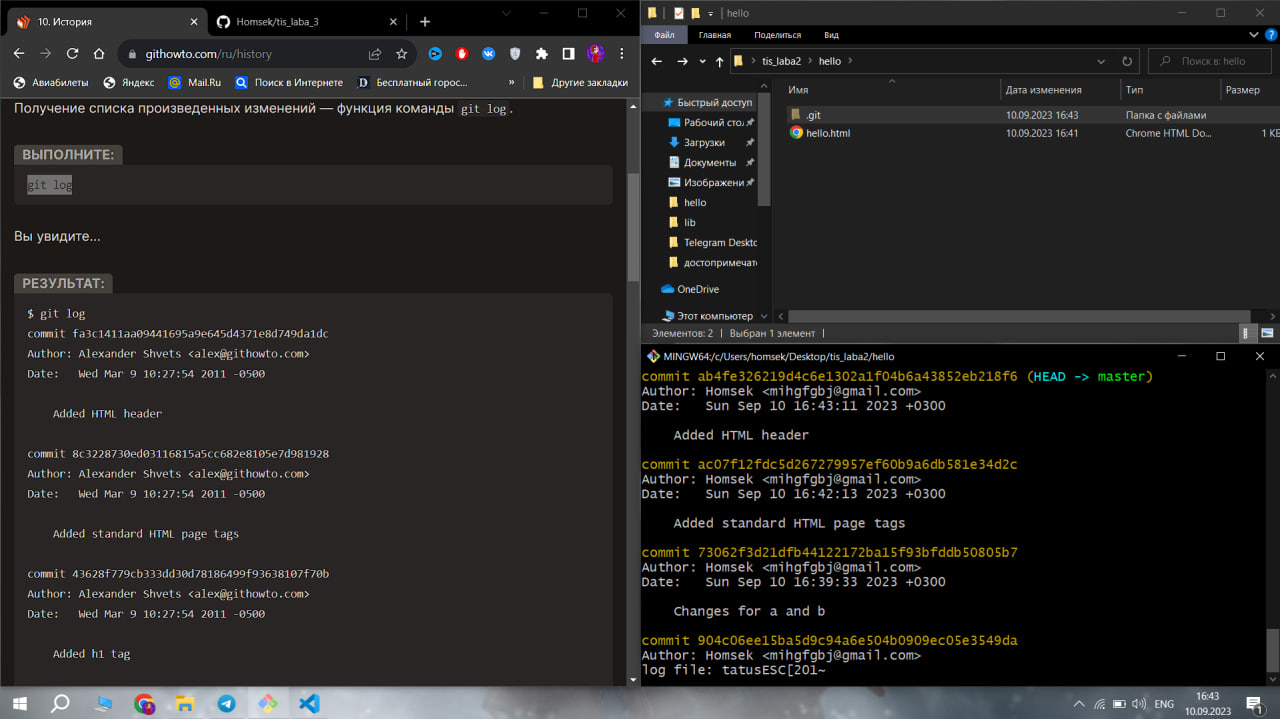 10. История
Homsek/tis_laba_3
githowto.com/ru/history
Авиабилеты
Яндекс
Mail.Ru
Поиск в Интернете
Бесплатный горос...
»
Другие закладки
Получение списка произведенных изменений — функция команды git log.
ВЫПОЛНИТЕ:
git log
Вы увидите...
РЕЗУЛЬТАТ:
$ git log
commit fa3c1411aa09441695a9e645d4371e8d749da1dc
Author: Alexander Shvets <alex@githowto.com>
Date:   Wed Mar 9 10:27:54 2011 -0500
Added HTML header
commit 8c3228730ed03116815a5cc682e8105e7d981928
Author: Alexander Shvets <alex@githowto.com>
Date:   Wed Mar 9 10:27:54 2011 -0500
Added standard HTML page tags
commit 43628f779cb333dd30d78186499f93638107f70b
Author: Alexander Shvets <alex@githowto.com>
Date:   Wed Mar 9 10:27:54 2011 -0500
Added h1 tag
hello
Файл
Главная
Поделиться
Вид
tis_laba2 > hello >
Поиск в: hello
Имя
Дата изменения
Тип
Размер
Быстрый доступ
Рабочий сто.
Загрузки
Документы
Изображени
hello
lib
Telegram Deskto
достопримечате
OneDrive
Этот компьютер
.git
10.09.2023 16:43
Папка с файлами
hello.html
10.09.2023 16:41
Chrome HTML Do...
1 КБ
Элементов: 2
Выбран 1 элемент
MINGW64:/c/Users/homsek/Desktop/tis_laba2/hello
commit ab4fe326219d4c6e1302a1f04b6a43852eb218f6 (HEAD -> master)
Author: Homsek <mihgfgbj@gmail.com>
Date:   Sun Sep 10 16:43:11 2023 +0300
Added HTML header
commit ac07f12fdc5d267279957ef60b9a6db581e34d2c
Author: Homsek <mihgfgbj@gmail.com>
Date:   Sun Sep 10 16:42:13 2023 +0300
Added standard HTML page tags
commit 73062f3d21dfb44122172ba15f93bfddb50805b7
Author: Homsek <mihgfgbj@gmail.com>
Date:   Sun Sep 10 16:39:33 2023 +0300
Changes for a and b
commit 904c06ee15ba5d9c94a6e504b0909ec05e3549da
Author: Homsek <mihgfgbj@gmail.com>
log file: tatusESC[201~
ENG
16:43
10.09.2023
1